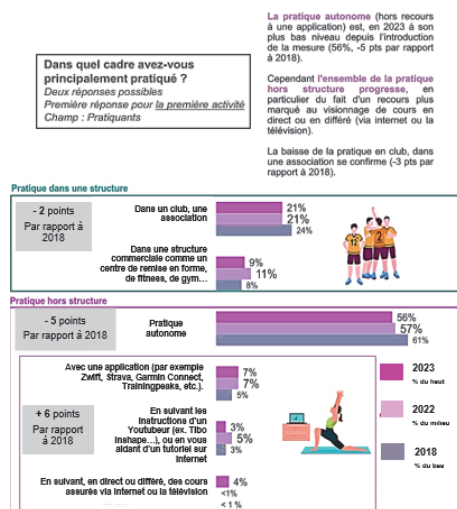 La pratique autonome (hors recours
à une application) est, en 2023 à son
plus bas niveau depuis l'introduction
de la mesure (56%, -5 pts par rapport
à 2018).
Cependant l'ensemble de la pratique
hors structure progresse, en
particulier du fait d'un recours plus
marqué au visionnage de cours en
direct ou en différé (via internet ou la
télévision).
La baisse de la pratique en club, dans
une association se confirme (-3 pts par
rapport à 2018).
Dans quel cadre avez-vous
principalement pratiqué ?
Deux réponses possibles
Première réponse pour la première activité
Champ : Pratiquants
Pratique dans une structure
- 2 points
Par rapport à
2018
Dans un club, une
association
21%
21%
24%
Dans une structure
commerciale comme un
centre de remise en forme,
de fitness, de gym...
9%
11%
8%
12
2
Pratique hors structure
- 5 points
Par rapport à 2018
Pratique
autonome
56%
57%
61%
Avec une application (par exemple
Zwift, Strava, Garmin Connect,
Trainingpeaks, etc.).
7%
7%
5%
+ 6 points
Par rapport
à 2018
En suivant les
Instructions d'un
Youtubeur (ex. Tibo
Inshape...), ou en vous
aidant d'un tutoriel sur
Internet
3%
5%
3%
En suivant, en direct ou différé, des cours
assurés via Internet ou la télévision
4%
<1%
< 1 %
2023
% du haut
2022
% du milieu
2018
% du bas